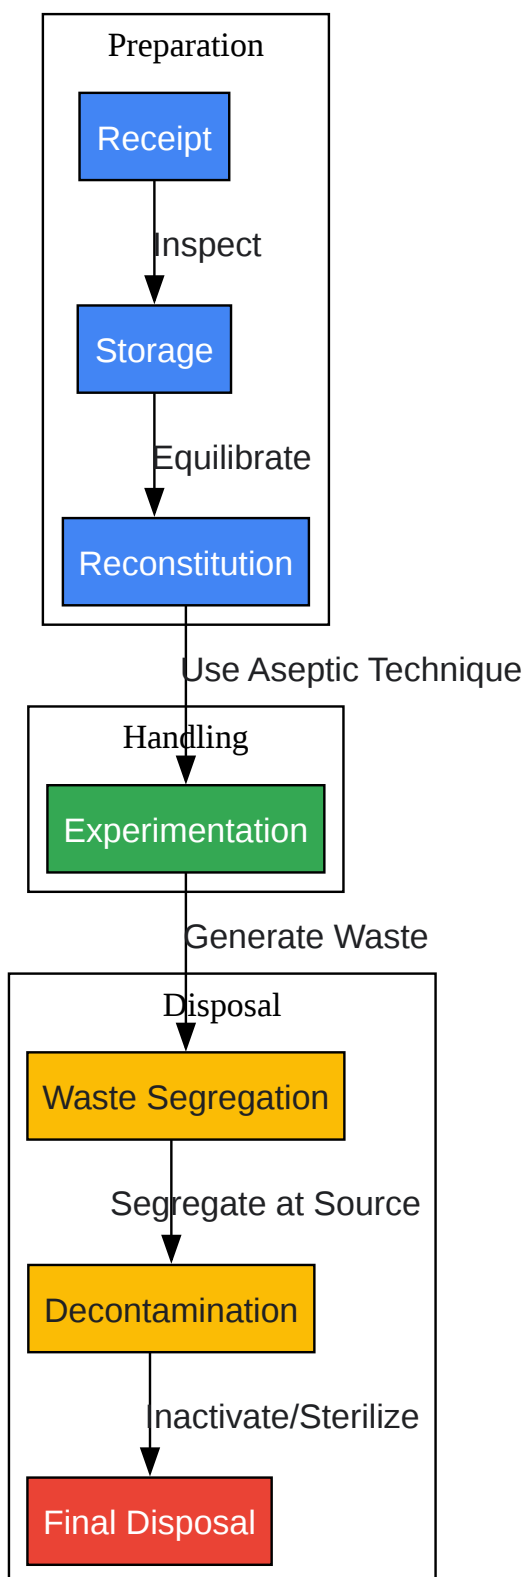 Preparation
Receipt
Inspect
Storage
Equilibrate
Reconstitution
Use Aseptic Technique
Handling
Experimentation
Generate Waste
Disposal
Waste Segregation
Segregate at Source
Decontamination
Inactivate/Sterilize
Final Disposal